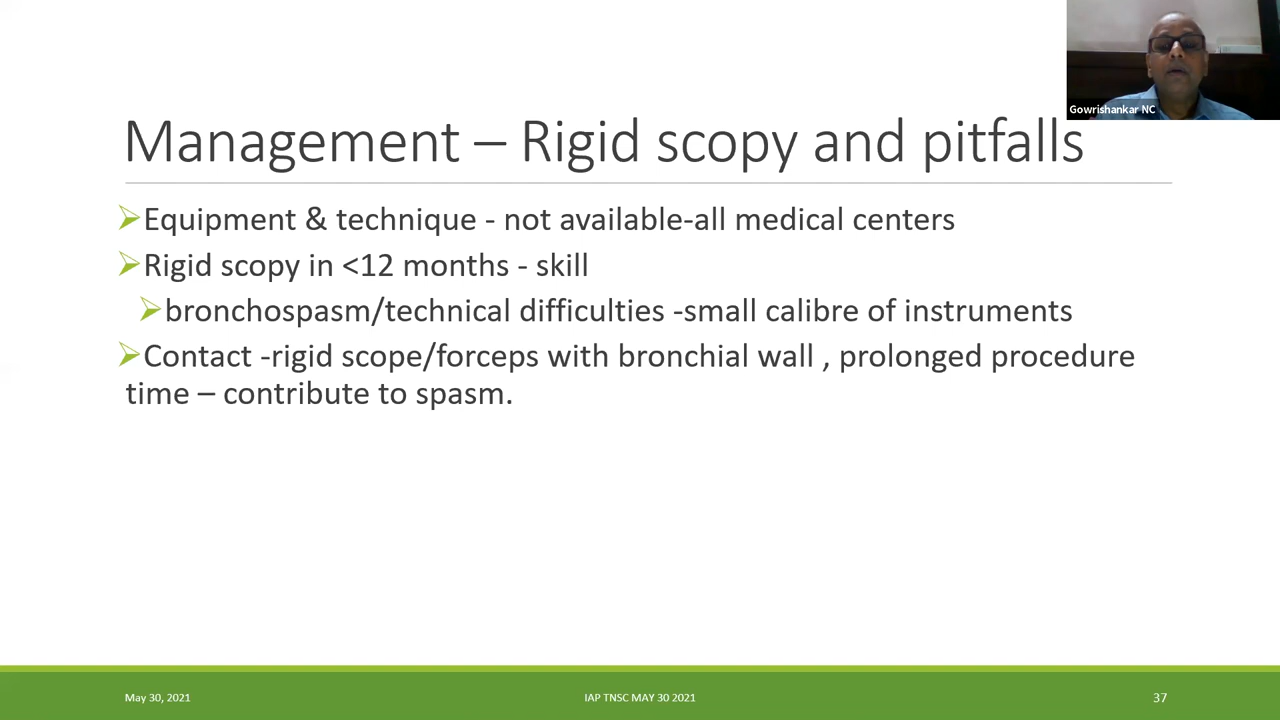 Gowrishankar NC
Management – Rigid scopy and pitfalls
Equipment & technique - not available-all medical centers
Rigid scopy in <12 months - skill
bronchospasm/technical difficulties -small calibre of instruments
Contact -rigid scope/forceps with bronchial wall , prolonged procedure
time – contribute to spasm.
May 30, 2021
IAP TNSC MAY 30 2021
37